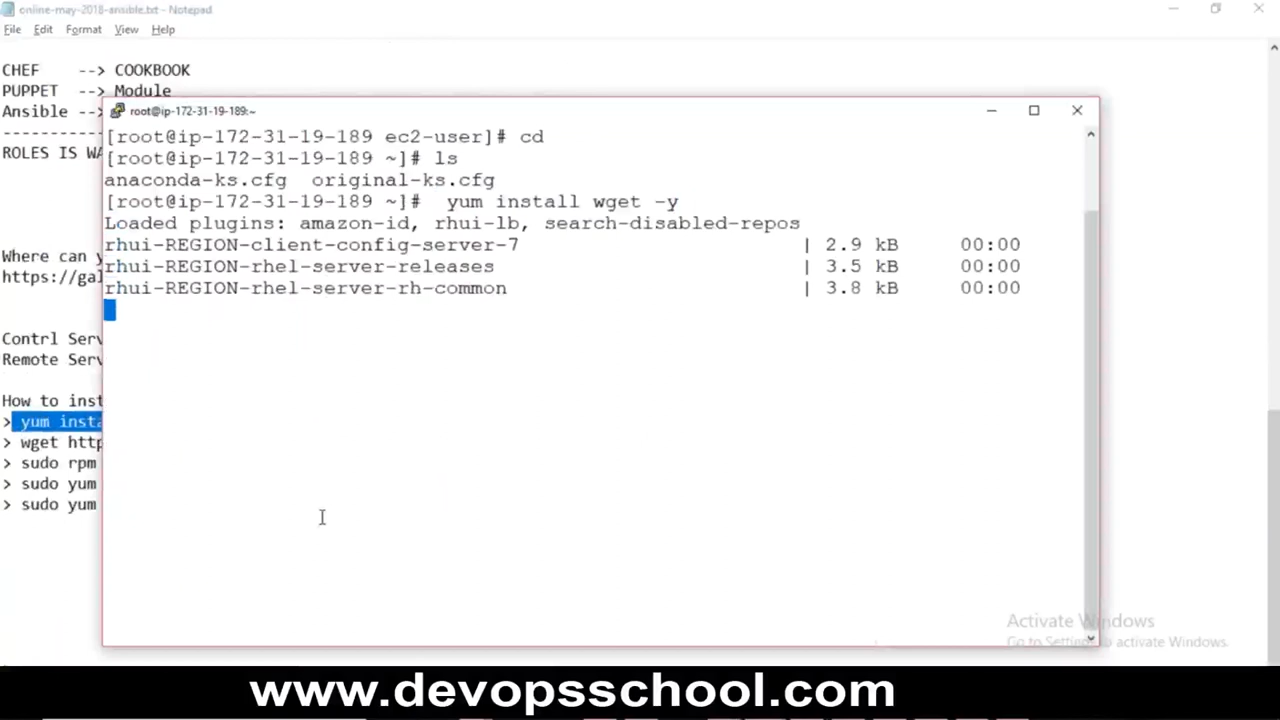 online-may-2018-ansible.txt - Notepad
File Edit Format View Help
CHEF --> COOKBOOK
PUPPET --> Module
Ansible -->
-----------
ROLES IS WA
Where can y
https://gal
Contrl Serv
Remote Serv
How to inst
> yum insta
> wget http
> sudo rpm
> sudo yum
> sudo yum
root@ip-172-31-19-189:~
[root@ip-172-31-19-189 ec2-user]# cd
[root@ip-172-31-19-189 ~]# ls
anaconda-ks.cfg original-ks.cfg
[root@ip-172-31-19-189 ~]# yum install wget -y
Loaded plugins: amazon-id, rhui-lb, search-disabled-repos
rhui-REGION-client-config-server-7 | 2.9 kB 00:00
rhui-REGION-rhel-server-releases | 3.5 kB 00:00
rhui-REGION-rhel-server-rh-common | 3.8 kB 00:00
Activate Windows
Go to Settings to activate Windows.
www.devopsschool.com